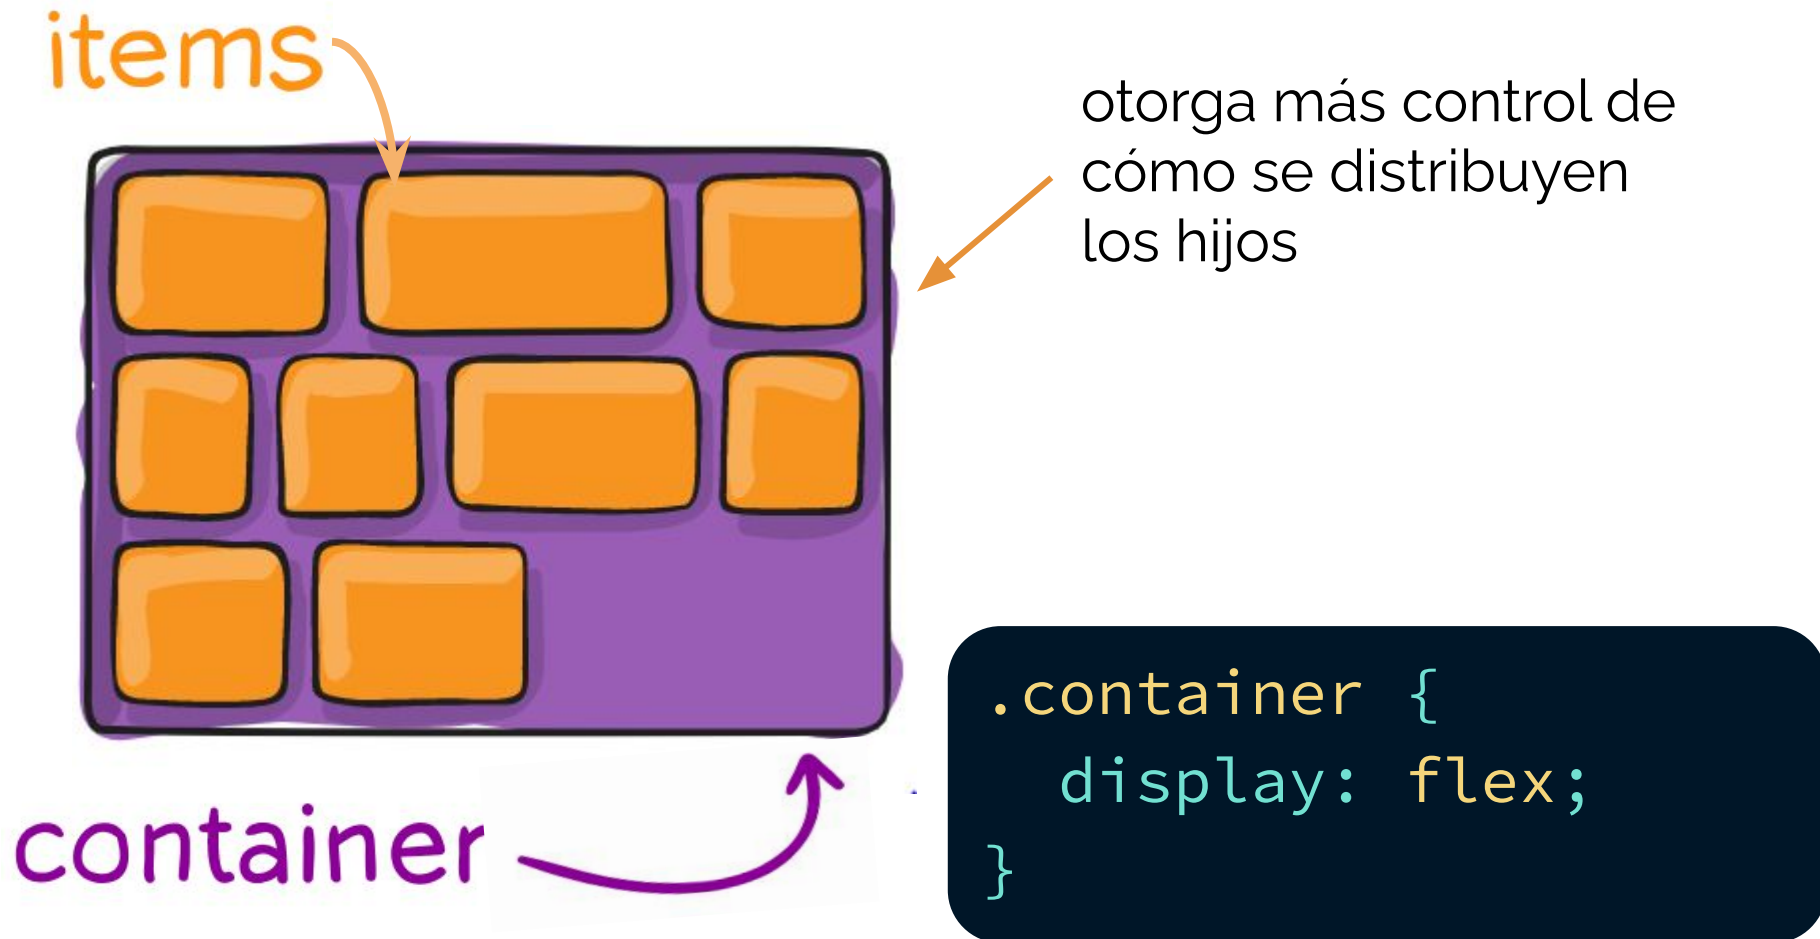 items
otorga más control de
cómo se distribuyen
los hijos
container
.container {
  display: flex;
}